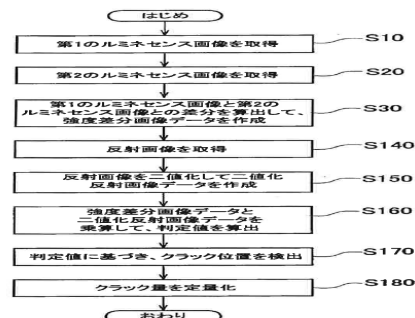 はじめ
第1のルミネセンス画像を取得
S10
第2のルミネセンス画像を取得
S20
第1のルミネセンス画像と第2の
ルミネセンス画像との差分を算出して、
強度差分画像データを作成
S30
反射画像を取得
S140
反射画像を二値化して二値化
反射画像データを作成
S150
強度差分画像データと
二値化反射画像データを
乗算して、判定値を算出
S160
判定値に基づき、クラック位置を検出
S170
クラック量を定量化
S180
おわり